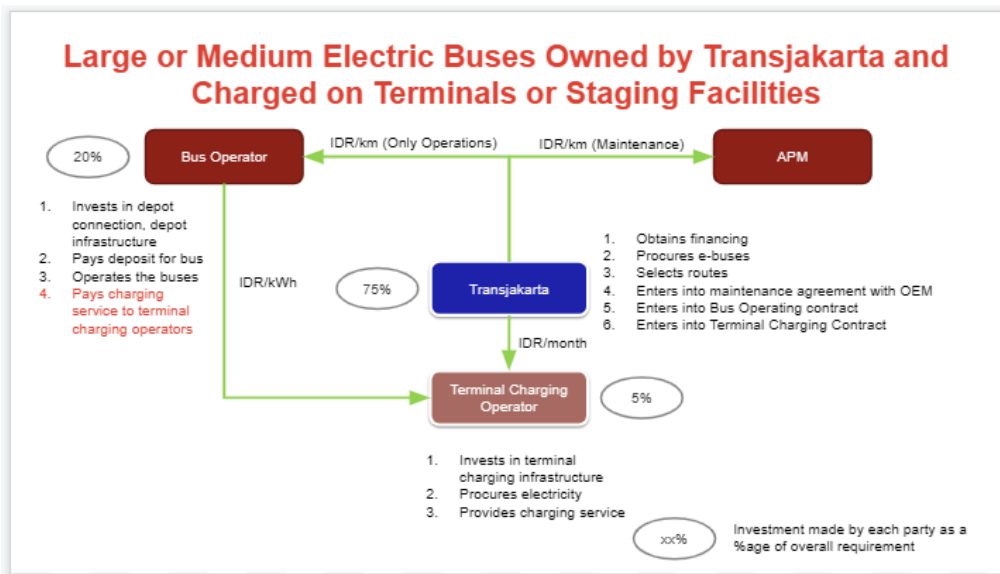 Large or Medium Electric Buses Owned by Transjakarta and
Charged on Terminals or Staging Facilities
20%
Bus Operator
IDR/km (Only Operations)
IDR/km (Maintenance)
APM
1. Invests in depot
connection, depot
infrastructure
2. Pays deposit for bus
3. Operates the buses
4. Pays charging
service to terminal
charging operators
IDR/kWh
75%
Transjakarta
1. Obtains financing
2. Procures e-buses
3. Selects routes
4. Enters into maintenance agreement with OEM
5. Enters into Bus Operating contract
6. Enters into Terminal Charging Contract
IDR/month
Terminal Charging
Operator
5%
1. Invests in terminal
charging infrastructure
2. Procures electricity
3. Provides charging service
xx%
Investment made by each party as a
%age of overall requirement